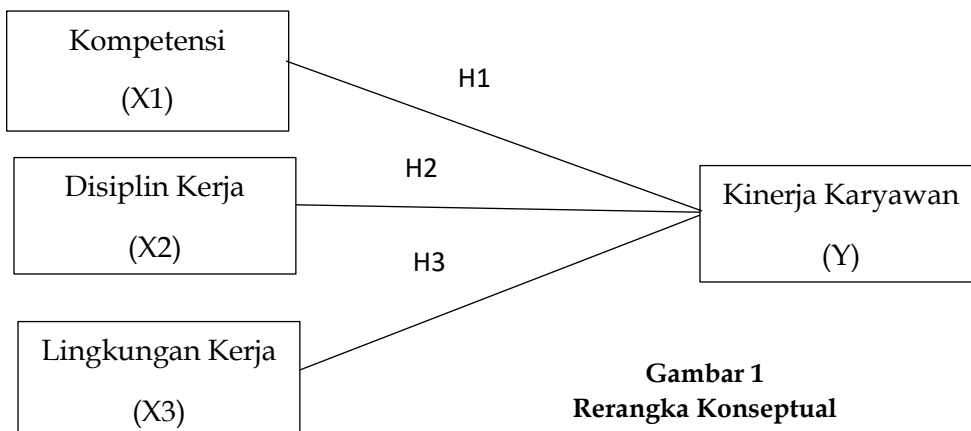 Kompetensi
(X1)
H1
Disiplin Kerja
(X2)
H2
Kinerja Karyawan
(Y)
H3
Lingkungan Kerja
(X3)
Gambar 1
Rerangka Konseptual